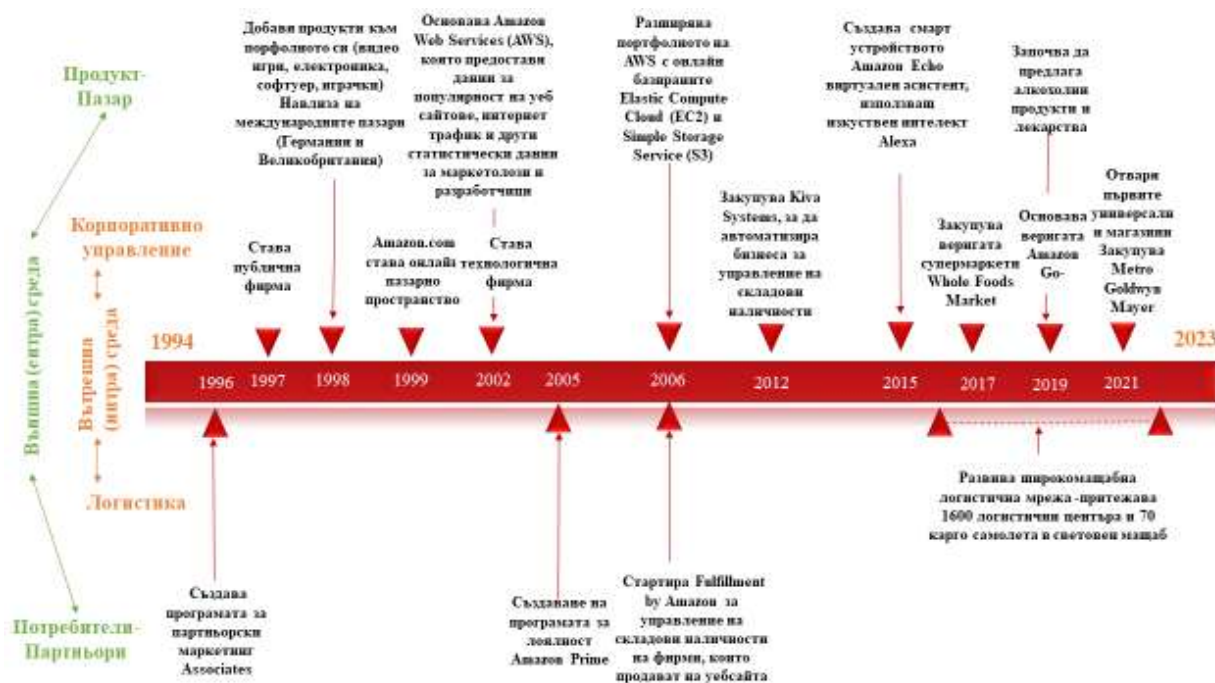 Продукт-
Пазар
Корпоративно
управление
Външна (ентра) среда
Вътрешна
(интра) среда
Логистика
Потребители-
Партньори
Добавя продукти към
порфолиото си (видео
игри, електроника,
софтуер, играчки)
Навлиза на
международните пазари
(Германия и
Великобритания)
Основава Amazon
Web Services (AWS),
които предостави
данни за
популярност на уеб
сайтове, интернет
трафик и други
статистически данни
за маркетолози и
разработчици
Разширява
портфолиото на
AWS с онлайн
базираните
Elastic Compute
Cloud (EC2) и
Simple Storage
Service (S3)
Създава смарт
устройството
Amazon Echo
виртуален асистент,
използващ
изкуствен интелект
Alexa
Започва да
предлага
алкохолни
продукти и
лекарства
Става
публична
фирма
Amazon.com
става онлайн
пазарно
пространство
Става
технологична
фирма
Закупува Kiva
Systems, за да
автоматизира
бизнеса за
управление на
складови
наличности
Закупува
веригата
супермаркети
Whole Foods
Market
Основава
веригата
Amazon
Go-
Отваря
първите
универсалн
и магазини
Закупува
Metro
Goldwyn
Mayer
1994
2023
1996
1997
1998
1999
2002
2005
2006
2012
2015
2017
2019
2021
Създава
програмата за
партньорски
маркетинг
Associates
Създаване на
програмата за
лоялност
Amazon Prime
Стартира Fulfillment
by Amazon за
управление на
складови наличности
на фирми, които
продават на уебсайта
Развива широкомащабна
логистична мрежа -притежава
1600 логистични центъра и 70
карго самолета в световен мащаб